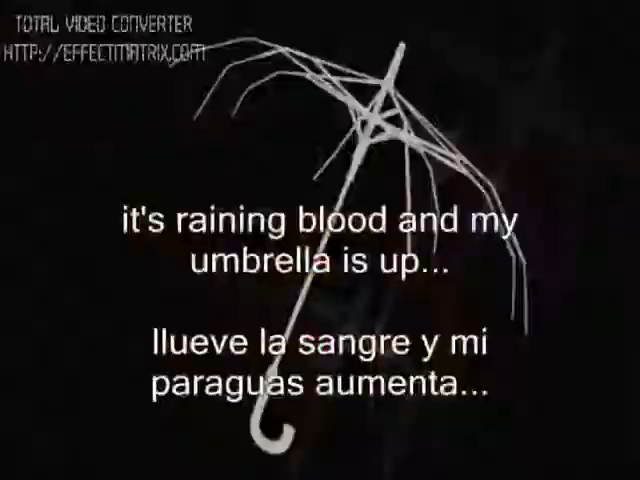 TOTAL VIDEO CONVERTER
HTTP://EFFECTMATRIX.COM
it's raining blood and my
umbrella is up...
llueve la sangre y mi
paraguas aumenta...